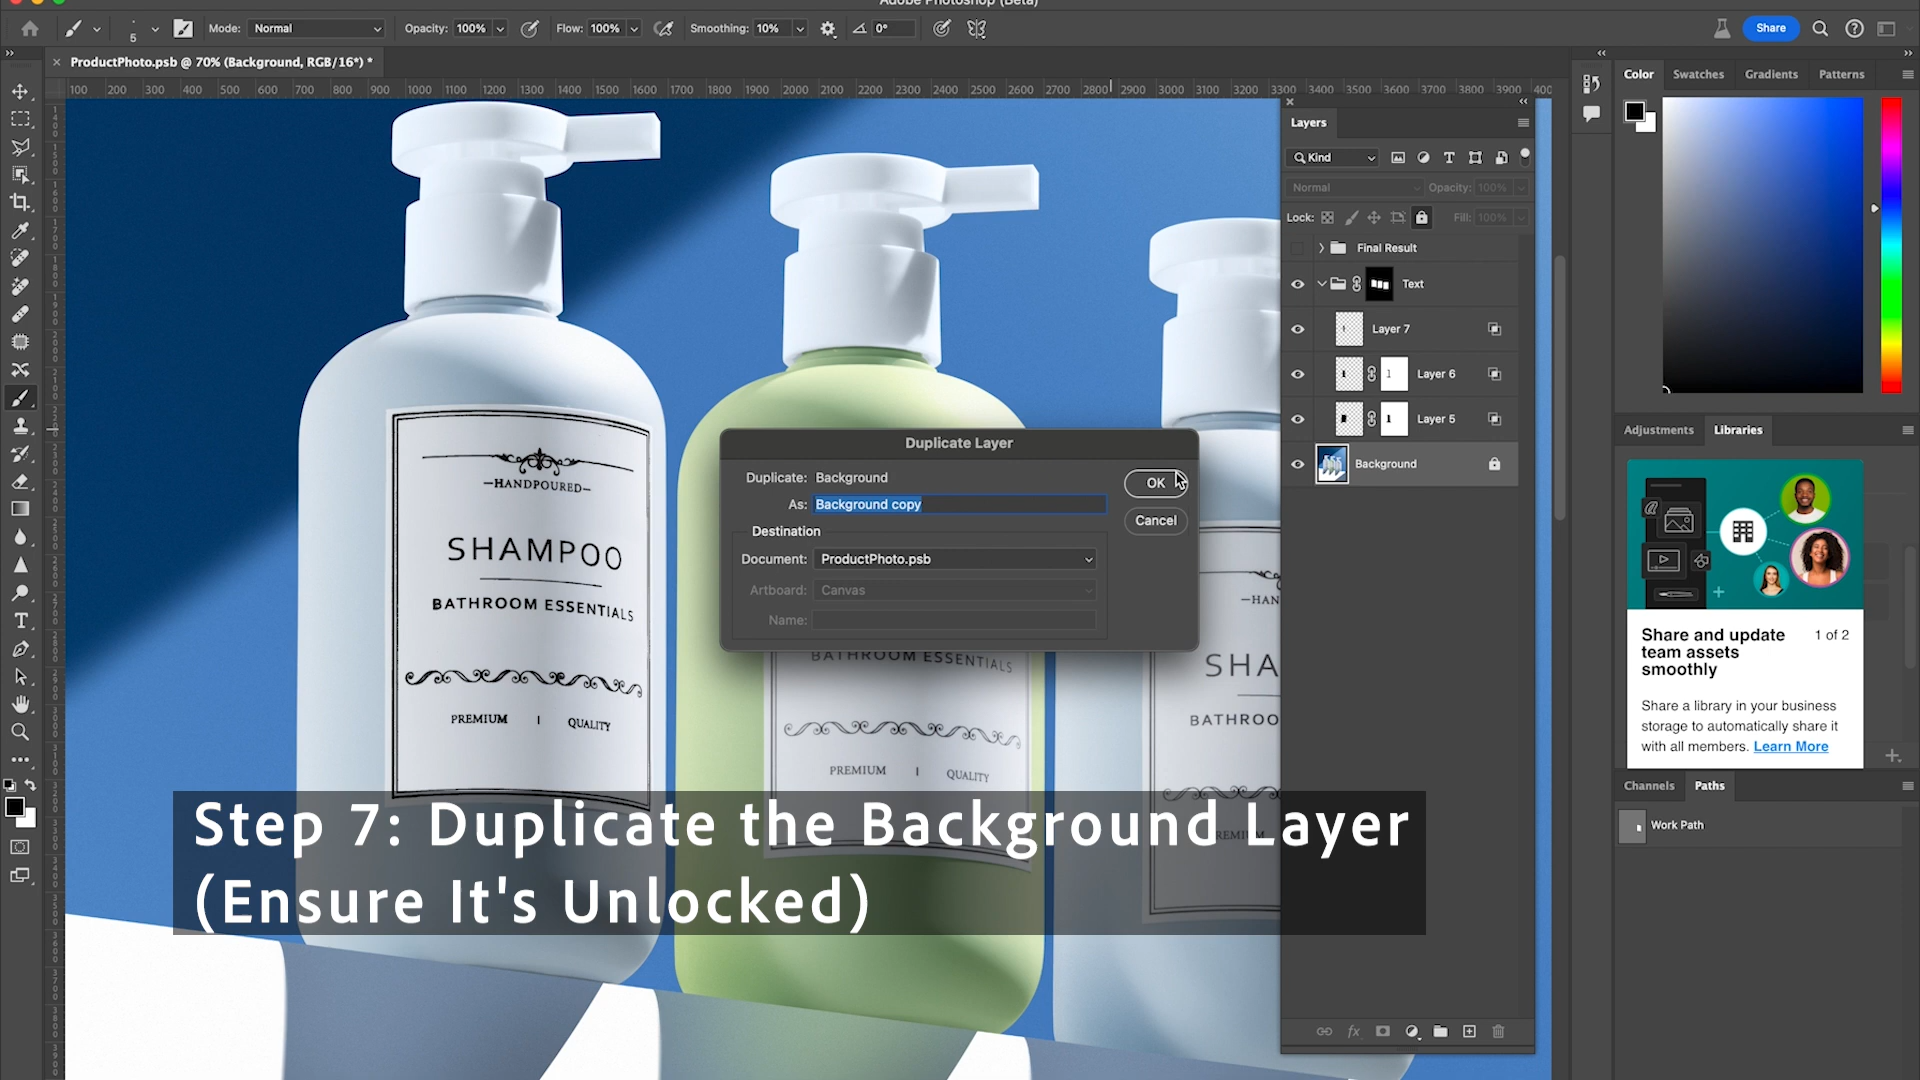 Adobe Photoshop (Beta)
5
Mode: Normal
Opacity: 100%
Flow: 100%
Smoothing: 10%
0°
Share
ProductPhoto.psb @ 70% (Background, RGB/16*) *
100 200 300 400 500 600 700 800 900 1000 1100 1200 1300 1400 1500 1600 1700 1800 1900 2000 2100 2200 2300 2400 2500 2600 2700 2800 2900 3000 3100 3200 3300 3400 3500 3600 3700 3800 3900 400
Layers
Kind
Normal
Opacity: 100%
Lock:
Fill: 100%
Final Result
Text
Layer 7
Layer 6
Layer 5
Background
HANDPOURED
SHAMPOO
BATHROOM ESSENTIALS
PREMIUM | QUALITY
Duplicate Layer
Duplicate: Background
As: Background copy
Destination
Document: ProductPhoto.psb
Artboard: Canvas
Name:
OK
Cancel
BATHROOM ESSENTIALS
PREMIUM | QUALITY
HAN
SHA
BATHROO
PREMIUM
Step 7: Duplicate the Background Layer
(Ensure It's Unlocked)
Color
Swatches
Gradients
Patterns
Adjustments
Libraries
Share and update
team assets
smoothly
1 of 2
Share a library in your business
storage to automatically share it
with all members. Learn More
Channels
Paths
Work Path